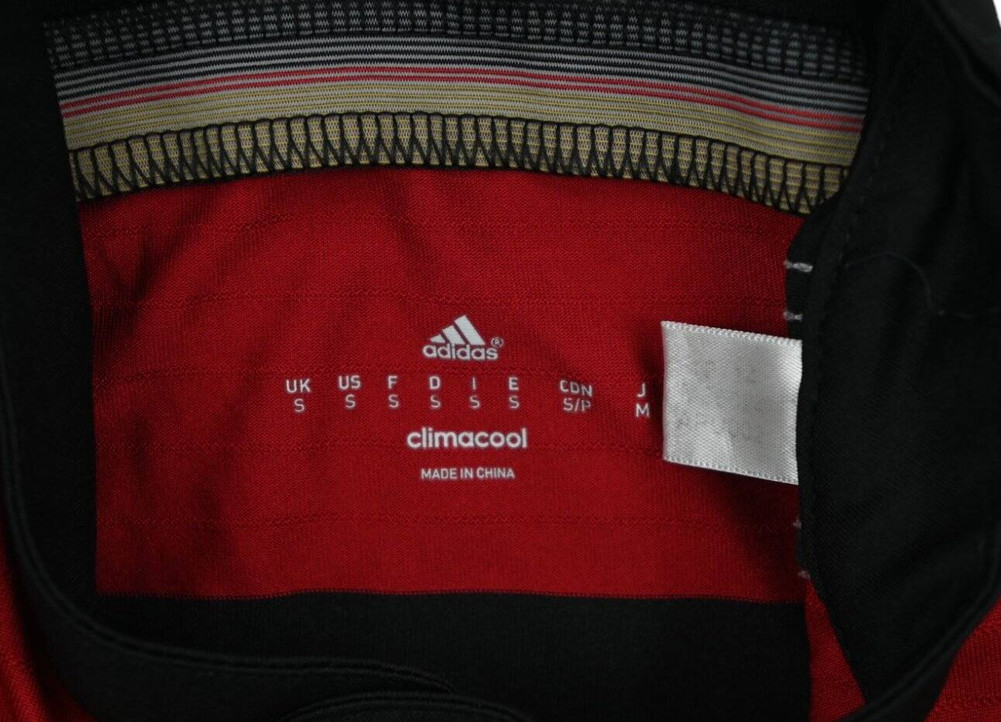 adidas®
UK US F D I E CDN J
S S S S S S S/P M
climacool
MADE IN CHINA